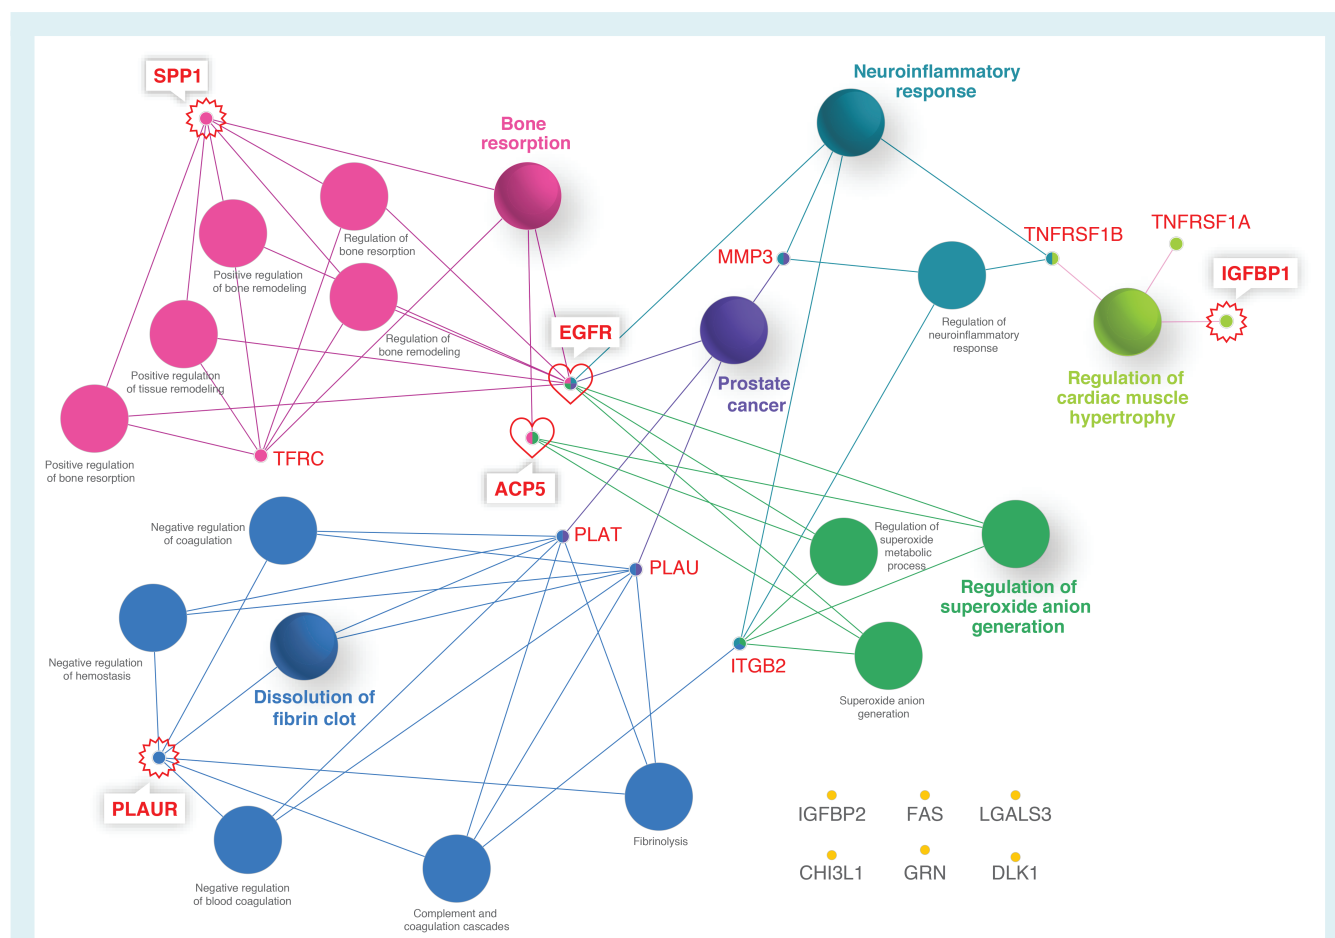 SPP1
Neuroinflammatory
response
Bone
resorption
Regulation of
bone resorption
TNFRSF1A
TNFRSF1B
MMP3
IGFBP1
Positive regulation
of bone remodeling
EGFR
Regulation of
bone remodeling
Regulation of
neuroinflammatory
response
Positive regulation
of tissue remodeling
Prostate
cancer
Regulation of
cardiac muscle
hypertrophy
TFRC
Positive regulation
of bone resorption
ACP5
Negative regulation
of coagulation
PLAT
Regulation of
superoxide
metabolic
process
PLAU
Regulation of
superoxide anion
generation
Negative regulation
of hemostasis
ITGB2
Dissolution of
fibrin clot
Superoxide anion
generation
PLAUR
IGFBP2
FAS
LGALS3
Fibrinolysis
CHI3L1
GRN
DLK1
Negative regulation
of blood coagulation
Complement and
coagulation cascades